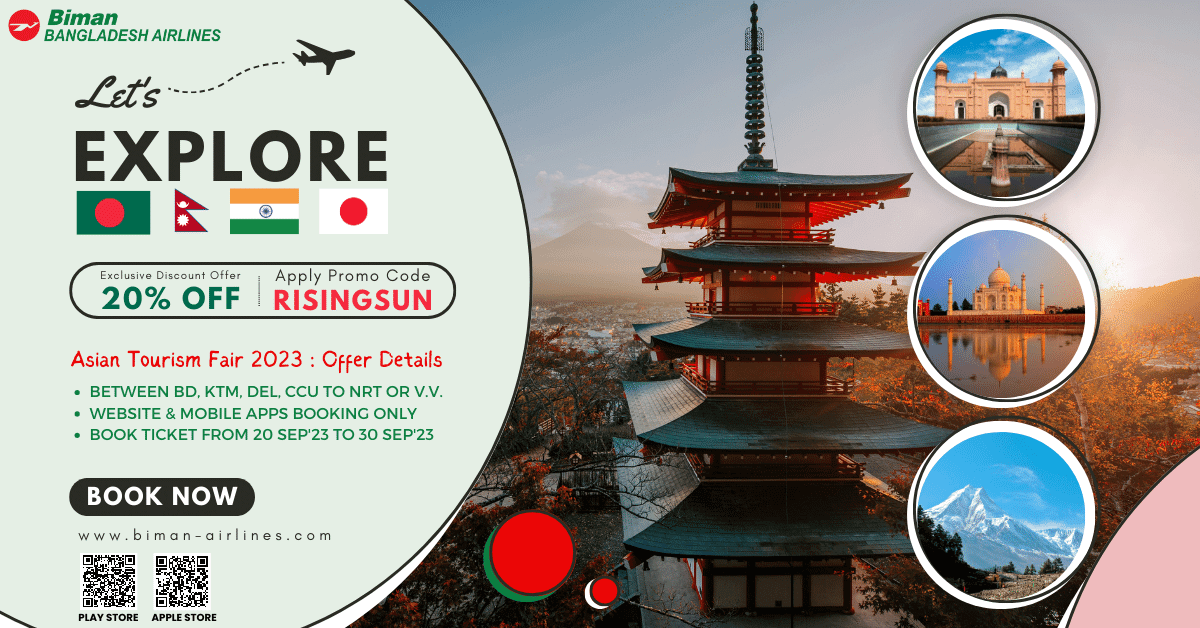 Biman
BANGLADESH AIRLINES
Let's
EXPLORE
Exclusive Discount Offer
20% OFF
Apply Promo Code
RISINGSUN
Asian Tourism Fair 2023 : Offer Details
• BETWEEN BD, KTM, DEL, CCU TO NRT OR V.V.
• WEBSITE & MOBILE APPS BOOKING ONLY
• BOOK TICKET FROM 20 SEP'23 TO 30 SEP'23
BOOK NOW
www.biman-airlines.com
PLAY STORE
APPLE STORE